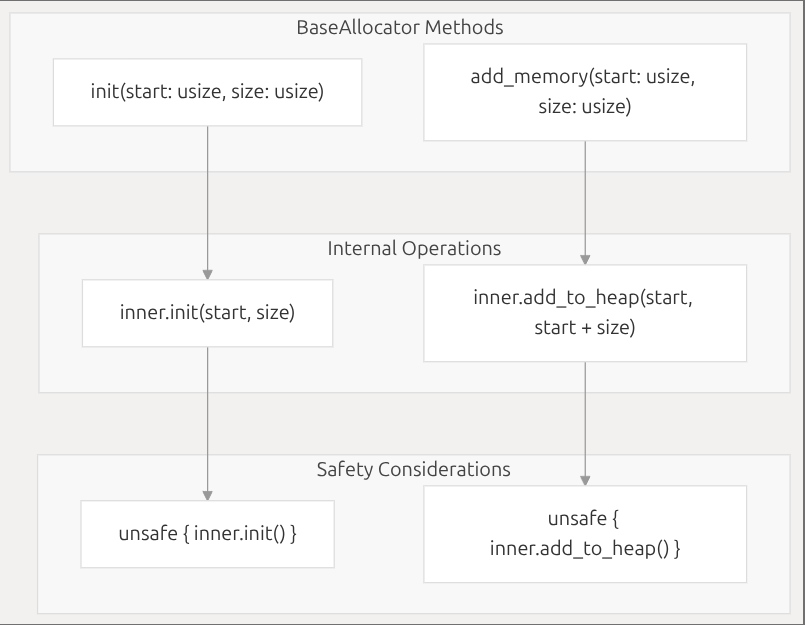 BaseAllocator Methods
init(start: usize, size: usize)
add_memory(start: usize,
size: usize)
Internal Operations
inner.init(start, size)
inner.add_to_heap(start,
start + size)
Safety Considerations
unsafe { inner.init() }
unsafe {
inner.add_to_heap() }